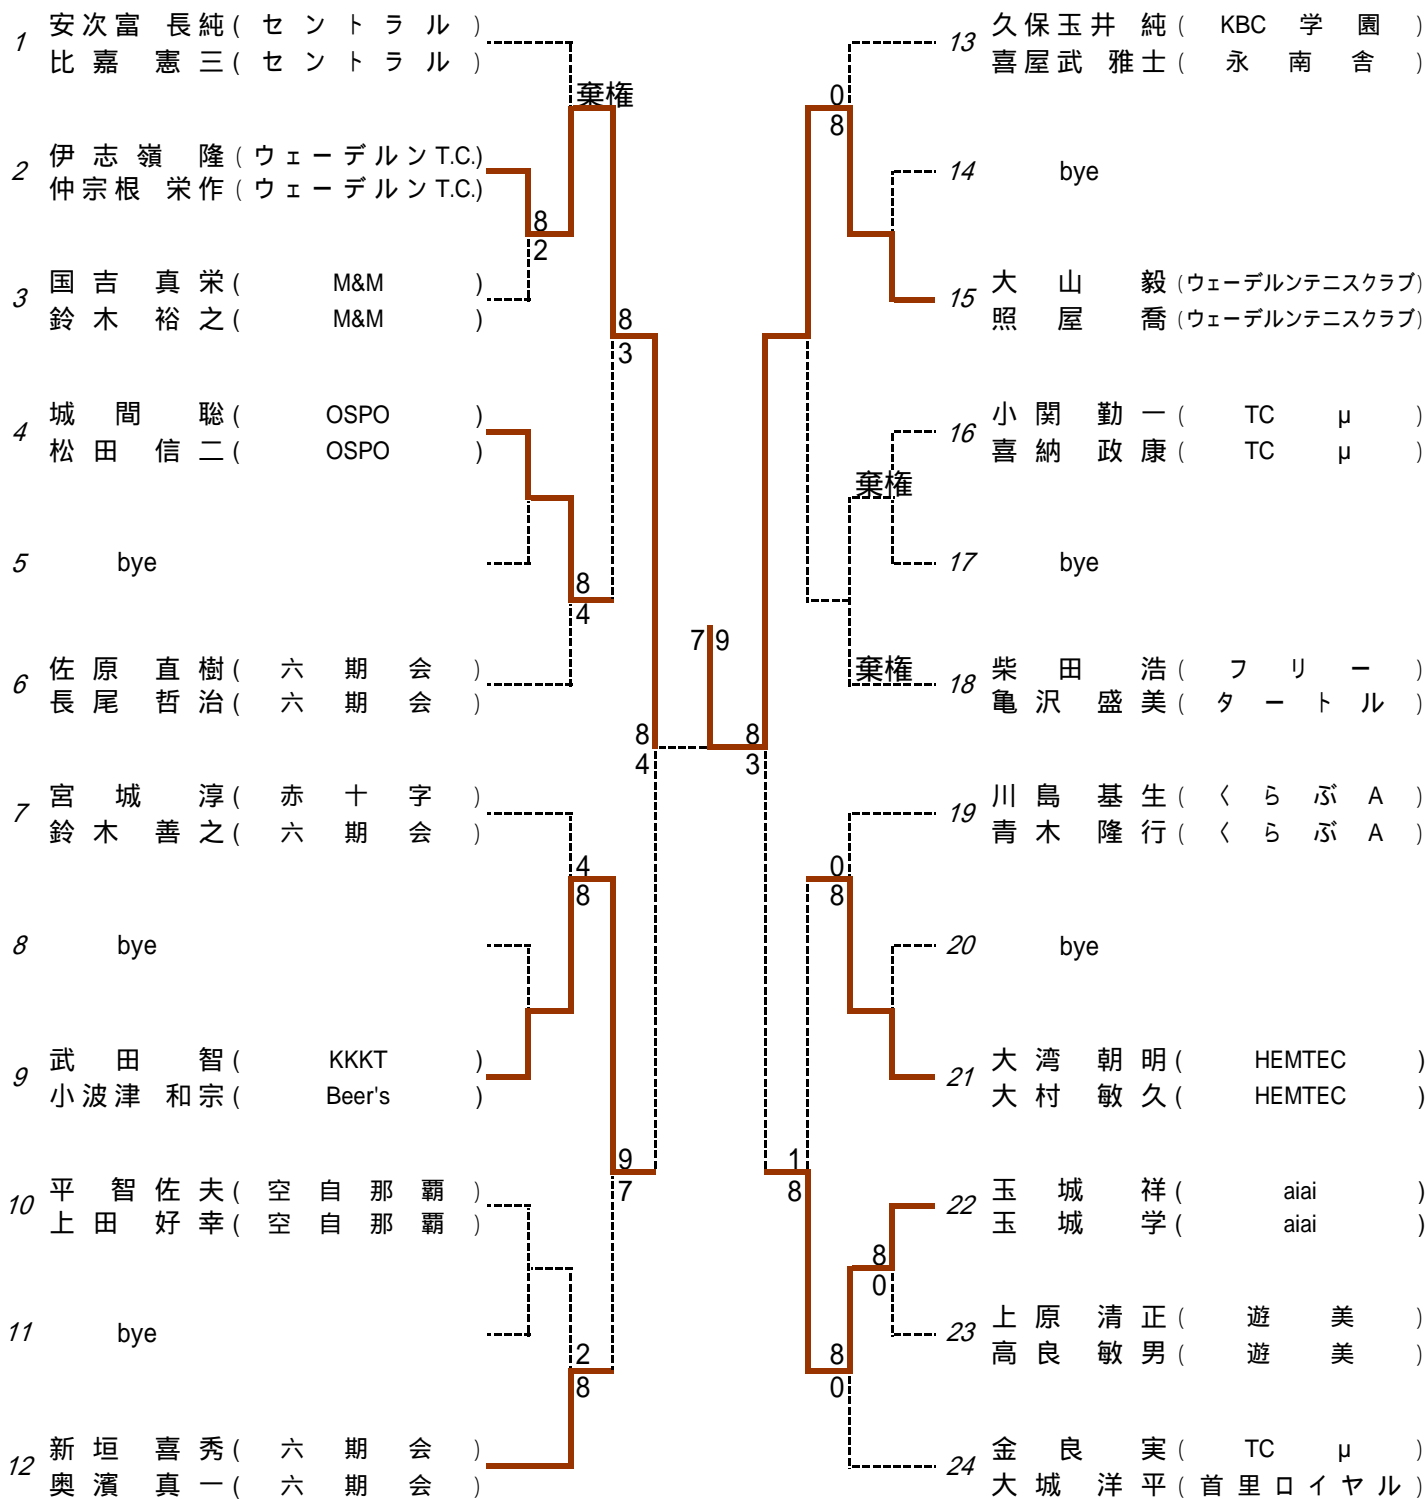 1 安次富 長純 ( セントラル )
比嘉 憲三 ( セントラル )
棄権
2 伊志嶺 隆 ( ウェーデルン T.C. )
仲宗根 栄作 ( ウェーデルン T.C. )
8
2
3 国吉 真栄 ( M&M )
鈴木 裕之 ( M&M )
8
3
4 城間 聡 ( OSPO )
松田 信二 ( OSPO )
5 bye
8
4
6 佐原 直樹 ( 六期会 )
長尾 哲治 ( 六期会 )
8
4
7 宮城 淳 ( 赤十字 )
鈴木 善之 ( 六期会 )
4
8
8 bye
9 武田 智 ( KKKT )
小波津 和宗 ( Beer's )
9
7
10 平 智佐夫 ( 空自那覇 )
上田 好幸 ( 空自那覇 )
11 bye
2
8
12 新垣 喜秀 ( 六期会 )
奥濱 真一 ( 六期会 )
7 9
13 久保玉井 純 ( KBC学園 )
喜屋武 雅士 ( 永南舎 )
0
8
14 bye
15 大山 毅 ( ウェーデルンテニスクラブ )
照屋 喬 ( ウェーデルンテニスクラブ )
16 小関 勤一 ( TC μ )
喜納 政康 ( TC μ )
棄権
17 bye
棄権
18 柴田 浩 ( フリー )
亀沢 盛美 ( タートル )
8
3
19 川島 基生 ( くらぶA )
青木 隆行 ( くらぶA )
0
8
20 bye
21 大湾 朝明 ( HEMTEC )
大村 敏久 ( HEMTEC )
1
8
22 玉城 祥 ( aiai )
玉城 学 ( aiai )
8
0
23 上原 清正 ( 遊美 )
高良 敏男 ( 遊美 )
8
0
24 金良 実 ( TC μ )
大城 洋平 ( 首里ロイヤル )